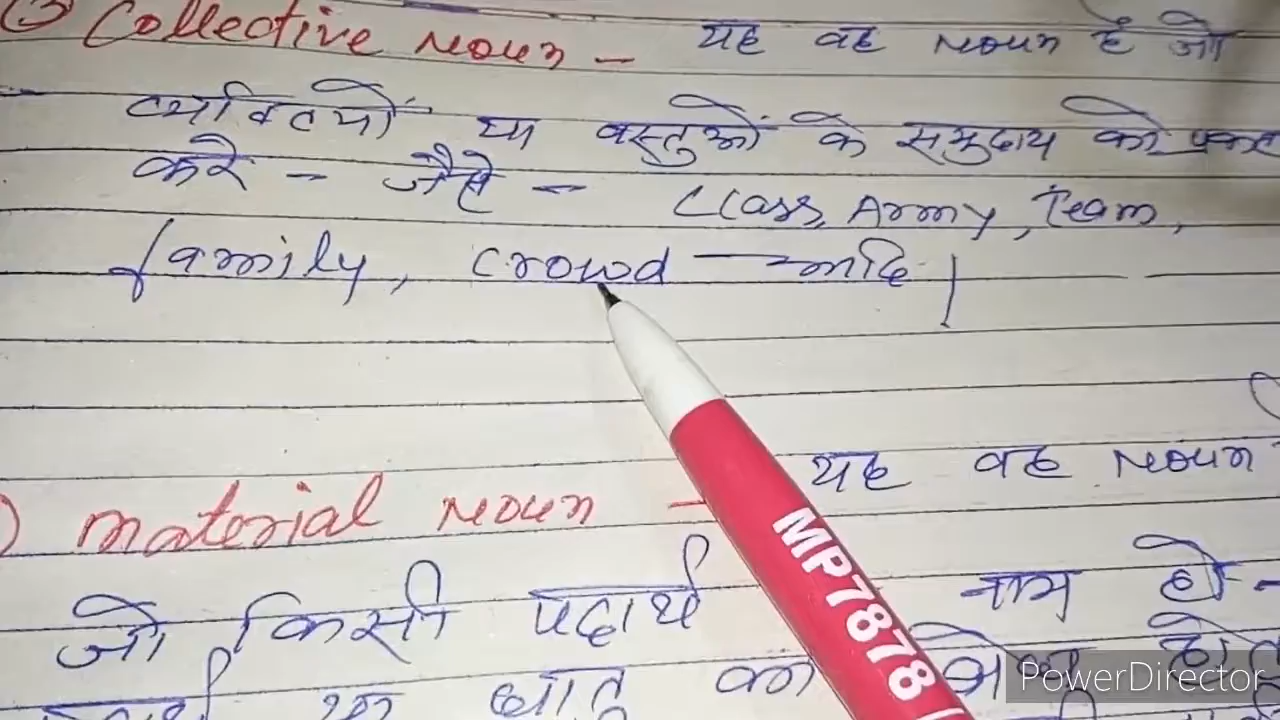 ③ Collective Noun - यह वह Noun है जो
व्यक्तियों या वस्तुओं के समुदाय को प्रकट
करे - जैसे - Class, Army, Team,
family, Crowd - आदि।
) material Noun - यह वह Noun
जो किसी पदार्थ नाम हो -
या धातु का
MP7878
PowerDirector